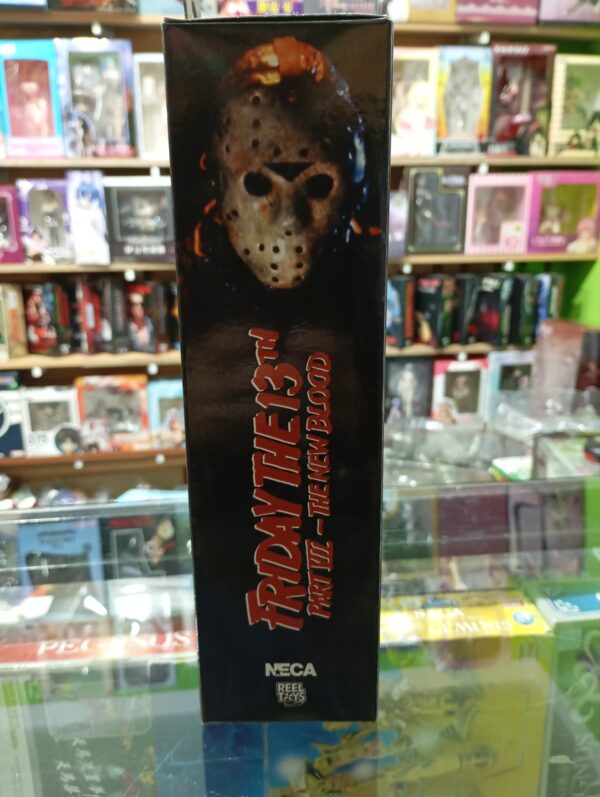 FRIDAY THE 13TH
PART VII – THE NEW BLOOD
NECA
REEL
TOYS